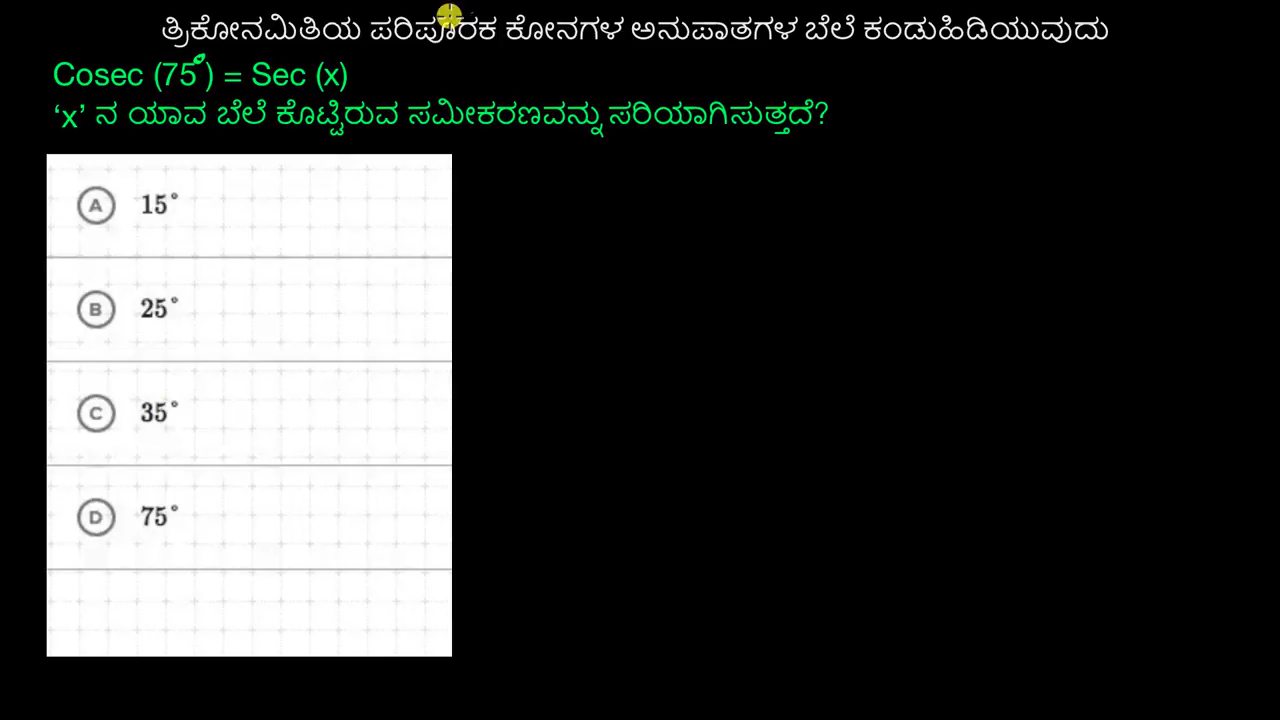 ತ್ರಿಕೋನಮಿತಿಯ ಪರಿಪೂರಕ ಕೋನಗಳ ಅನುಪಾತಗಳ ಬೆಲೆ ಕಂಡುಹಿಡಿಯುವುದು
Cosec (75°) = Sec (x)
‘x’ ನ ಯಾವ ಬೆಲೆ ಕೊಟ್ಟಿರುವ ಸಮೀಕರಣವನ್ನು ಸರಿಯಾಗಿಸುತ್ತದೆ?
A 15°
B 25°
C 35°
D 75°